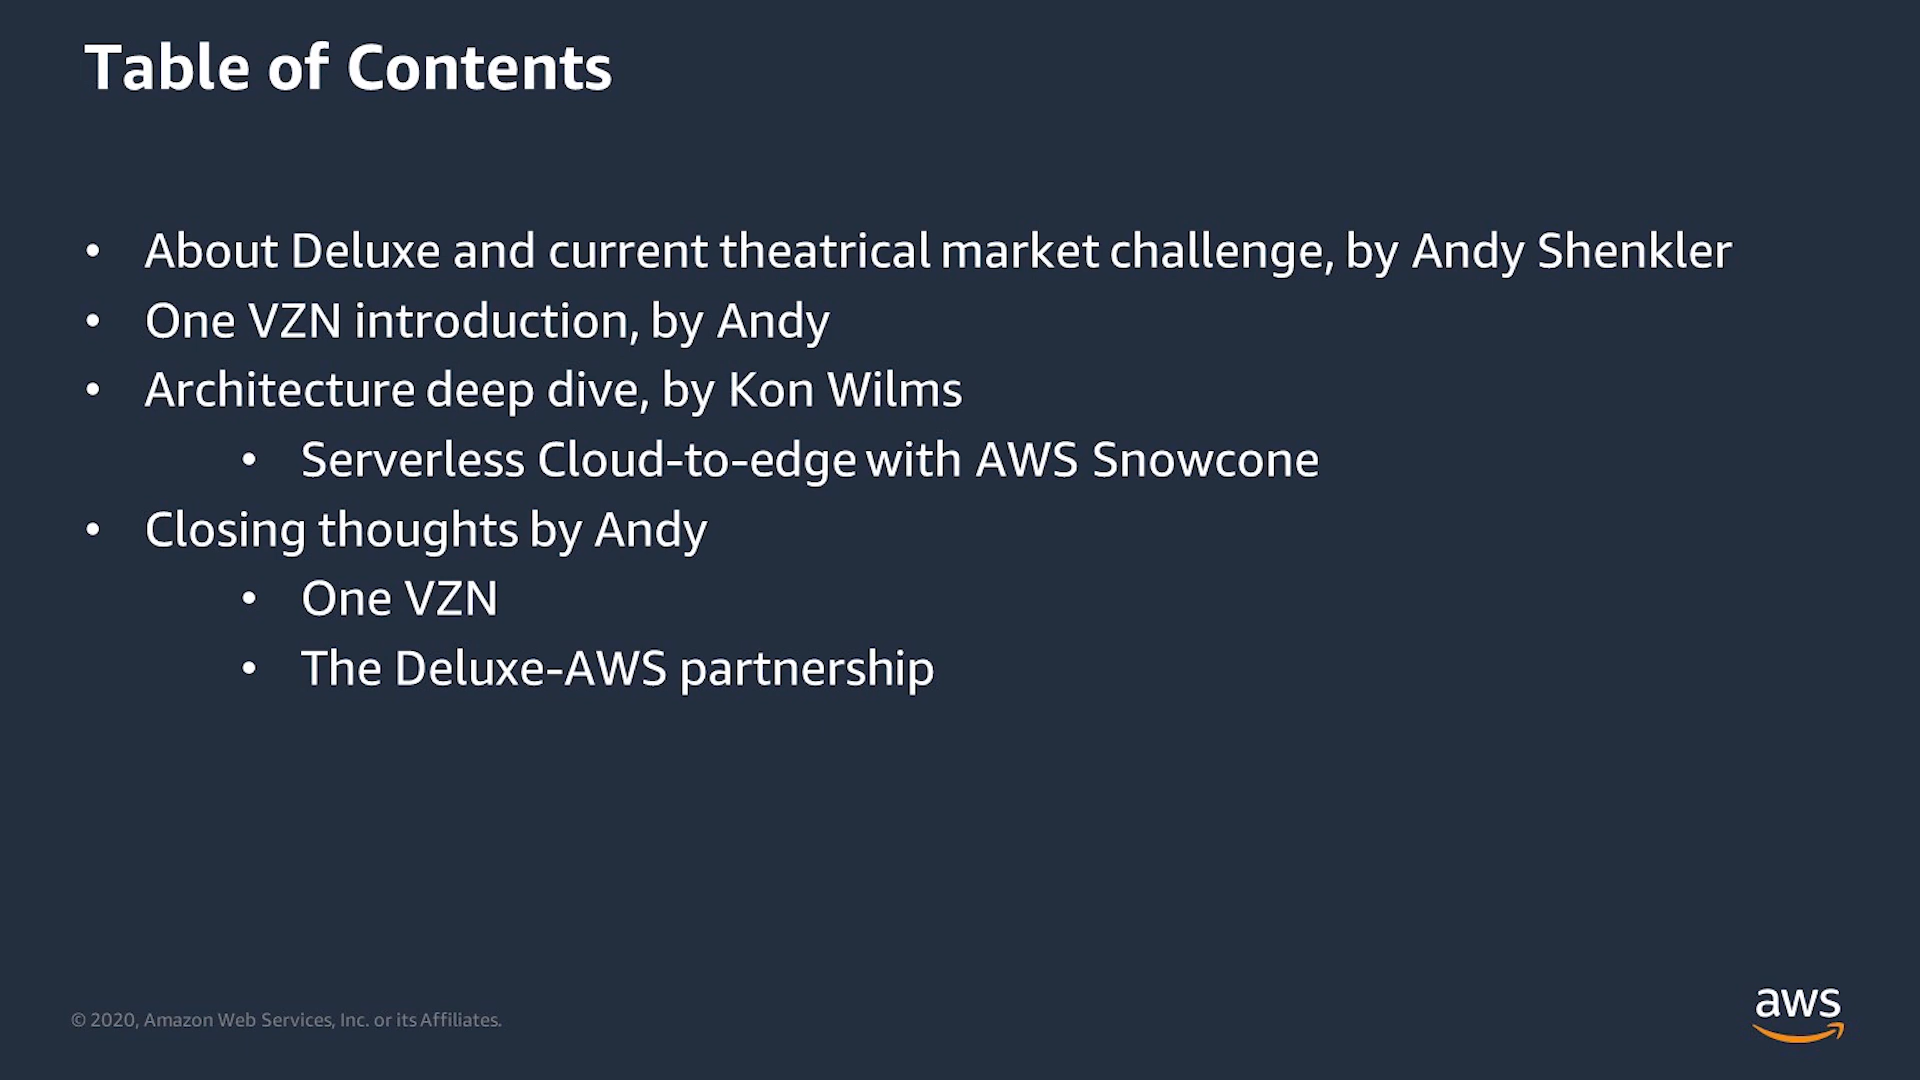 Table of Contents
• About Deluxe and current theatrical market challenge, by Andy Shenkler
• One VZN introduction, by Andy
• Architecture deep dive, by Kon Wilms
• Serverless Cloud-to-edge with AWS Snowcone
• Closing thoughts by Andy
• One VZN
• The Deluxe-AWS partnership
© 2020, Amazon Web Services, Inc. or its Affiliates.
aws